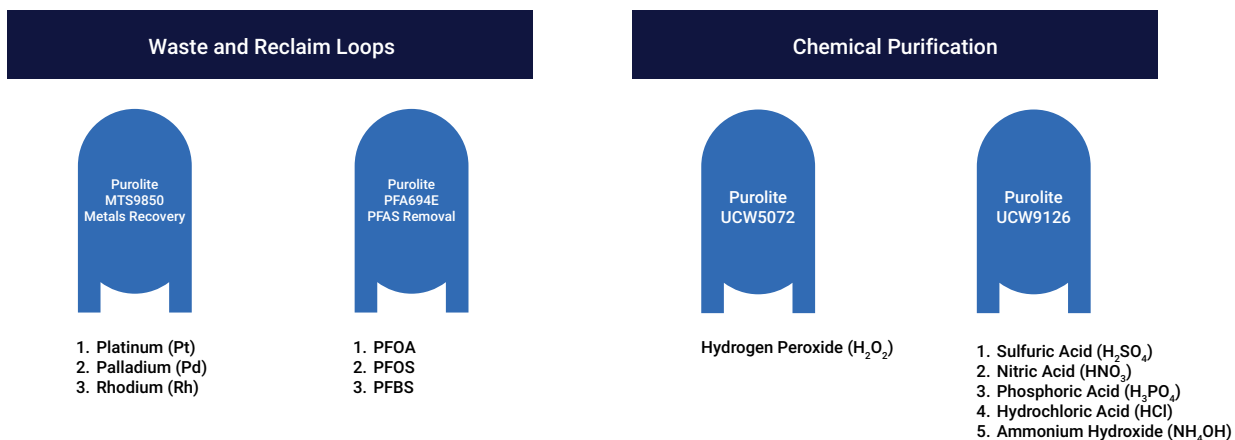 Waste and Reclaim Loops
Purolite
MTS9850
Metals Recovery
Purolite
PFA694E
PFAS Removal
1. Platinum (Pt)
2. Palladium (Pd)
3. Rhodium (Rh)
1. PFOA
2. PFOS
3. PFBS
Chemical Purification
Purolite
UCW5072
Purolite
UCW9126
Hydrogen Peroxide (H₂O₂)
1. Sulfuric Acid (H₂SO₄)
2. Nitric Acid (HNO₃)
3. Phosphoric Acid (H₃PO₄)
4. Hydrochloric Acid (HCl)
5. Ammonium Hydroxide (NH₄OH)